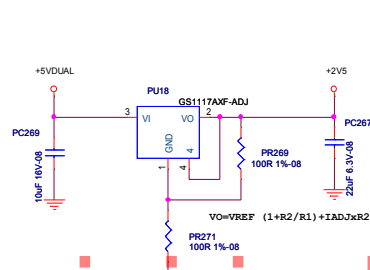 +5VDUAL
+2V5
PU18
GS1117AXF-ADJ
3
VI
VO
2
GND
4
1
4
PC269
10uF 16V-08
PC267
22uF 6.3V-08
PR269
100R 1%-08
VO=VREF (1+R2/R1)+IADJxR2
PR271
100R 1%-08